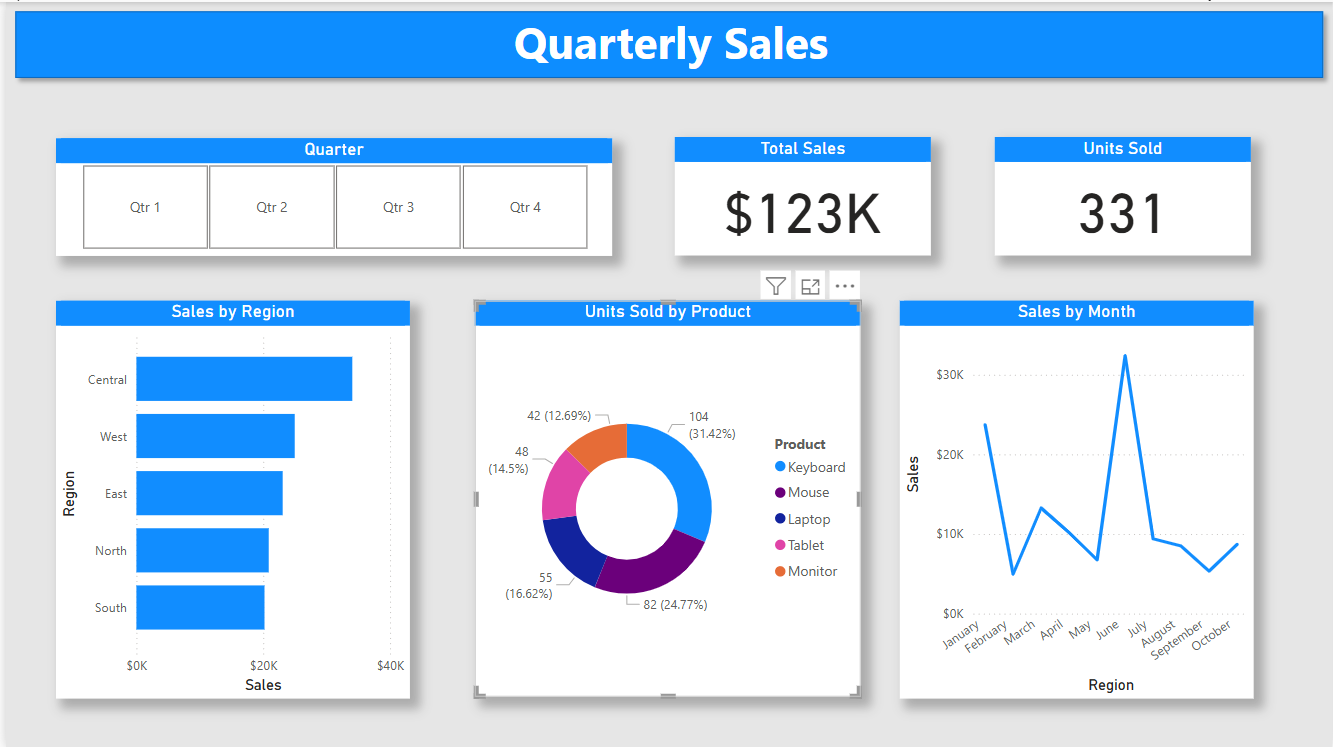 Quarterly Sales
Quarter
Qtr 1
Qtr 2
Qtr 3
Qtr 4
Total Sales
$123K
Units Sold
331
Sales by Region
Region
Central
West
East
North
South
$0K
$20K
$40K
Sales
Units Sold by Product
42 (12.69%)
104
(31.42%)
48
(14.5%)
55
(16.62%)
82 (24.77%)
Product
Keyboard
Mouse
Laptop
Tablet
Monitor
Sales by Month
Sales
$30K
$20K
$10K
$0K
January
February
March
April
May
June
July
August
September
October
Region